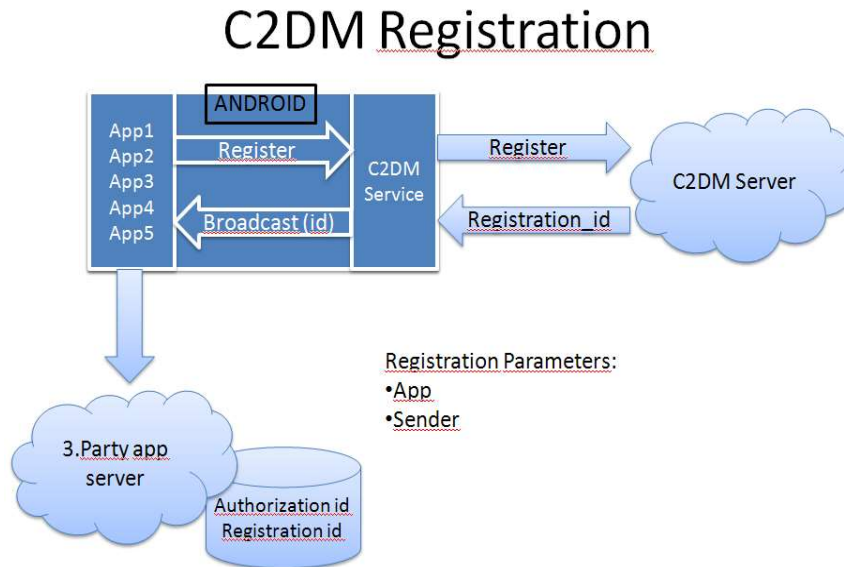 C2DM Registration
ANDROID
App1
App2
App3
App4
App5
Register
Broadcast (id)
C2DM
Service
Register
Registration_id
C2DM Server
Registration Parameters:
•App
•Sender
3.Party app
server
Authorization id
Registration id